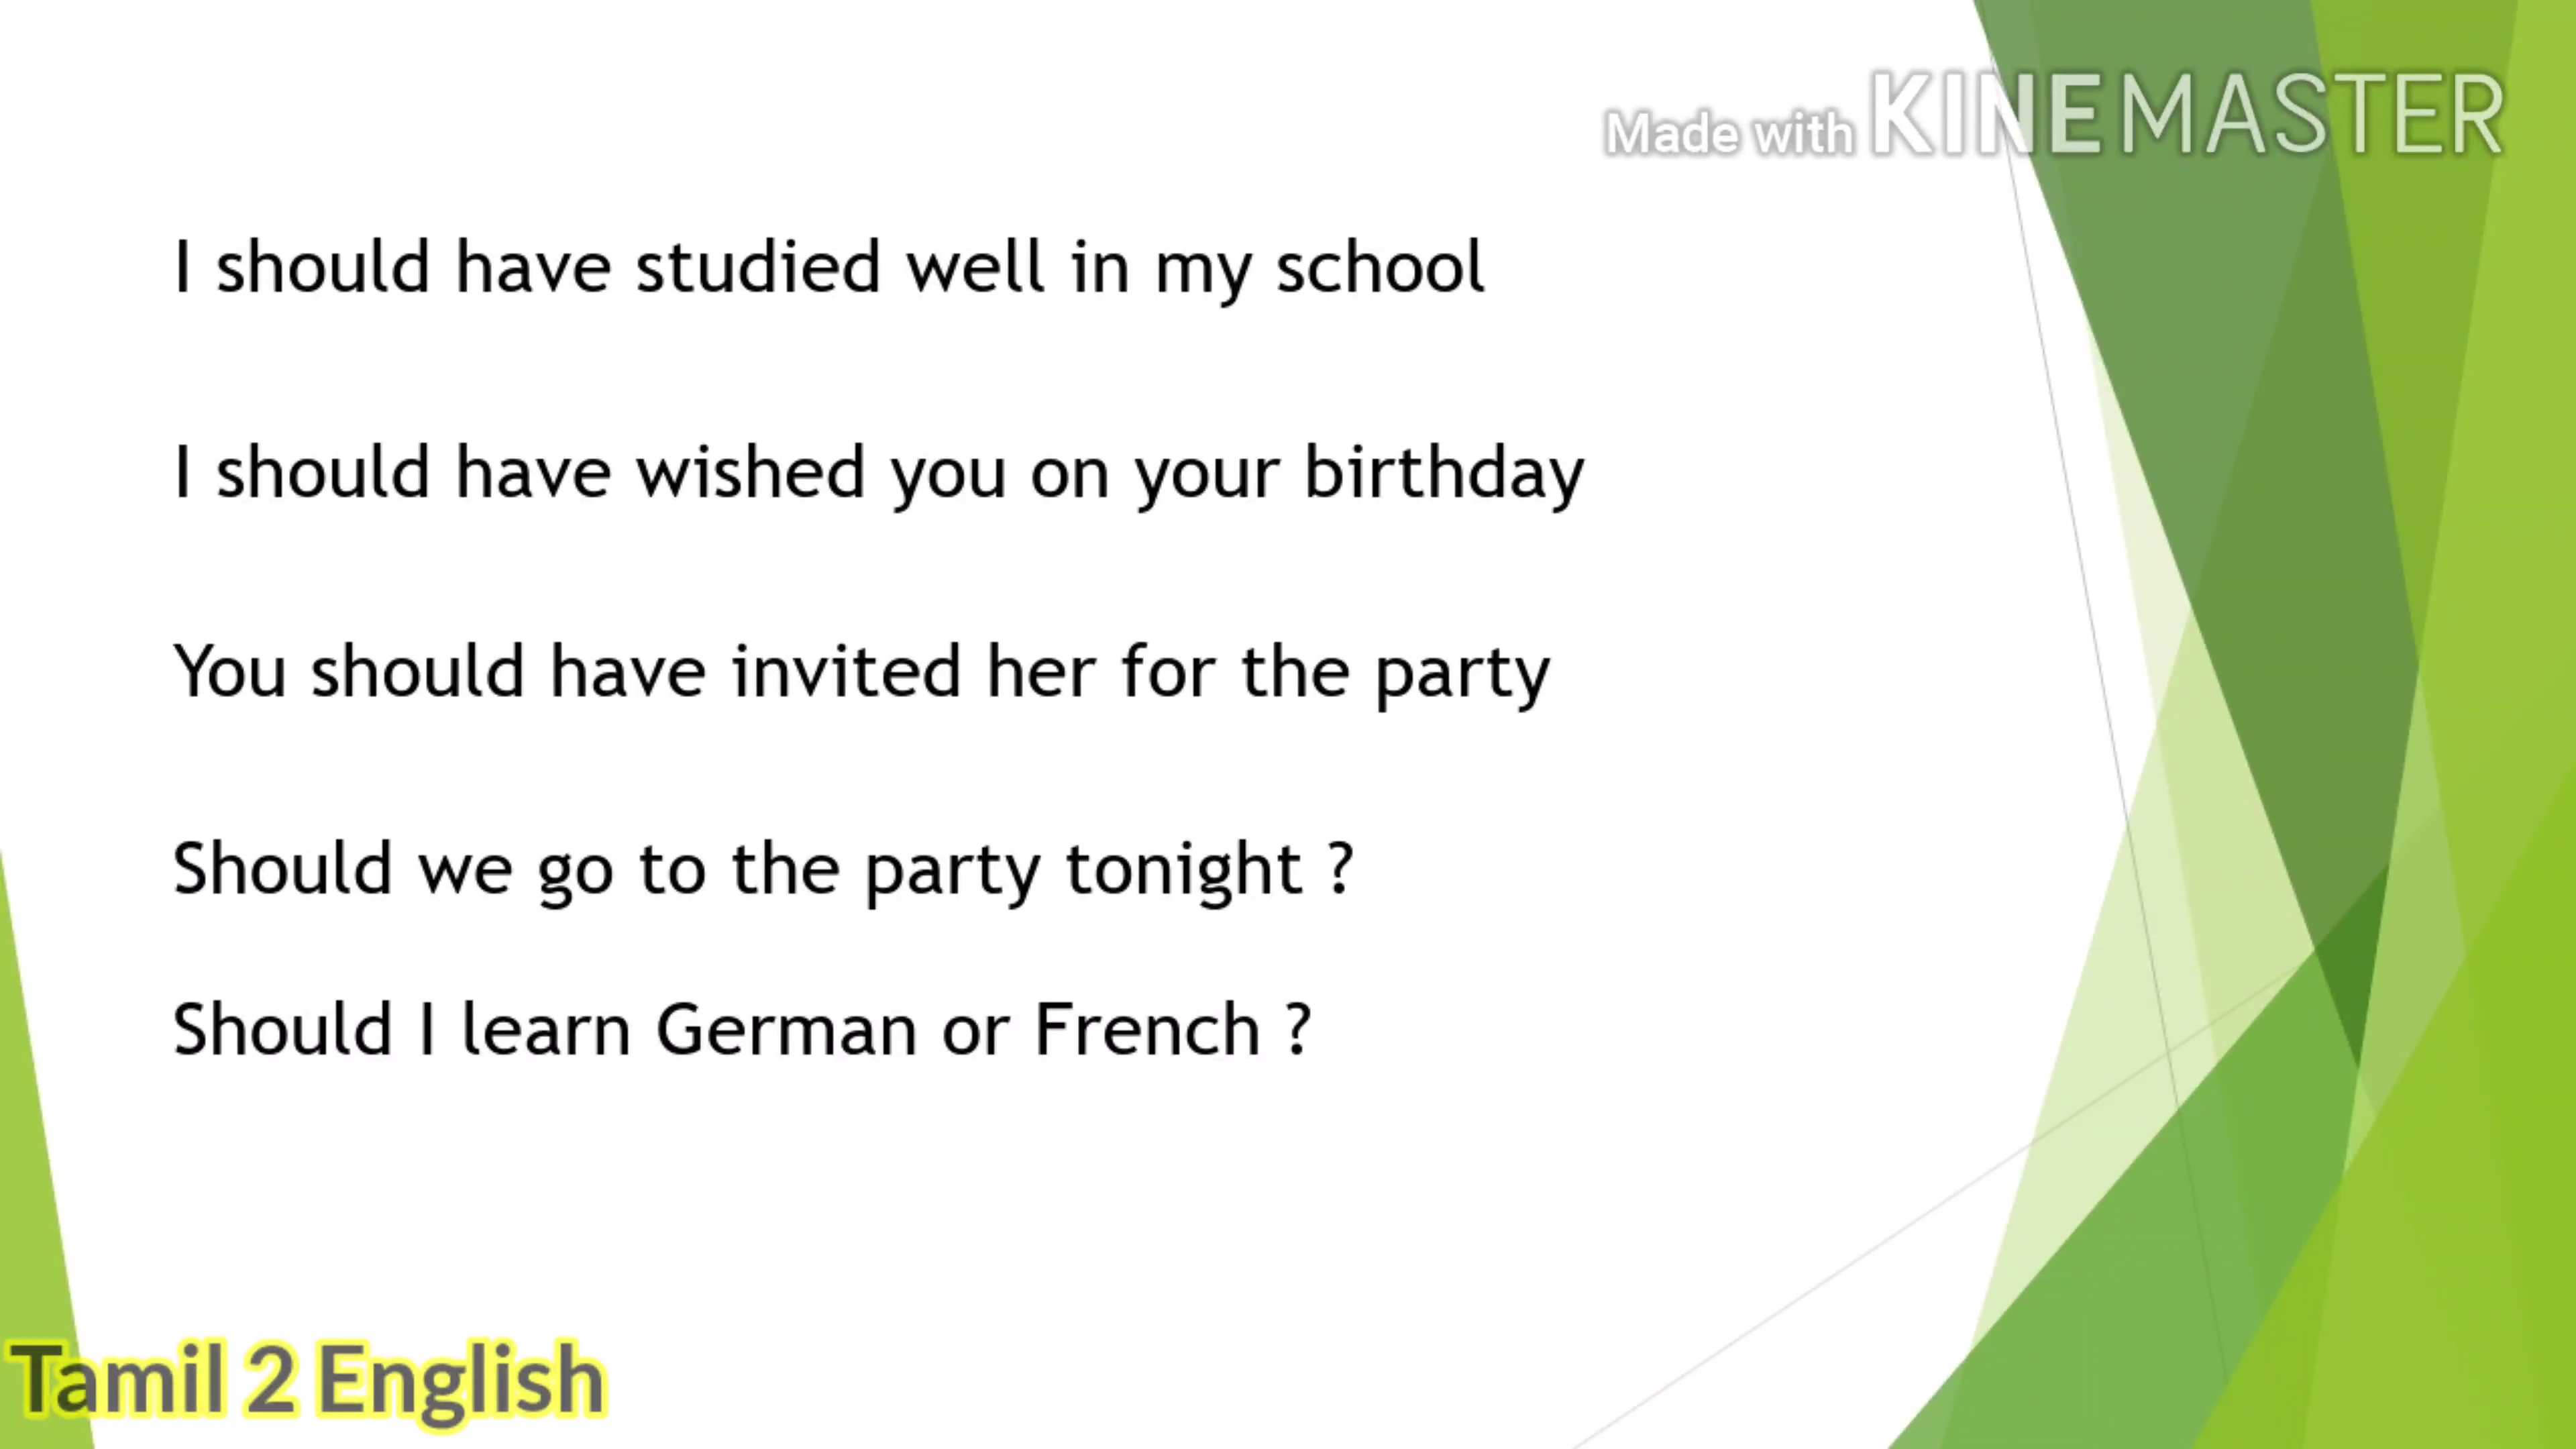 Made with KINEMASTER
I should have studied well in my school
I should have wished you on your birthday
You should have invited her for the party
Should we go to the party tonight ?
Should I learn German or French ?
Tamil 2 English